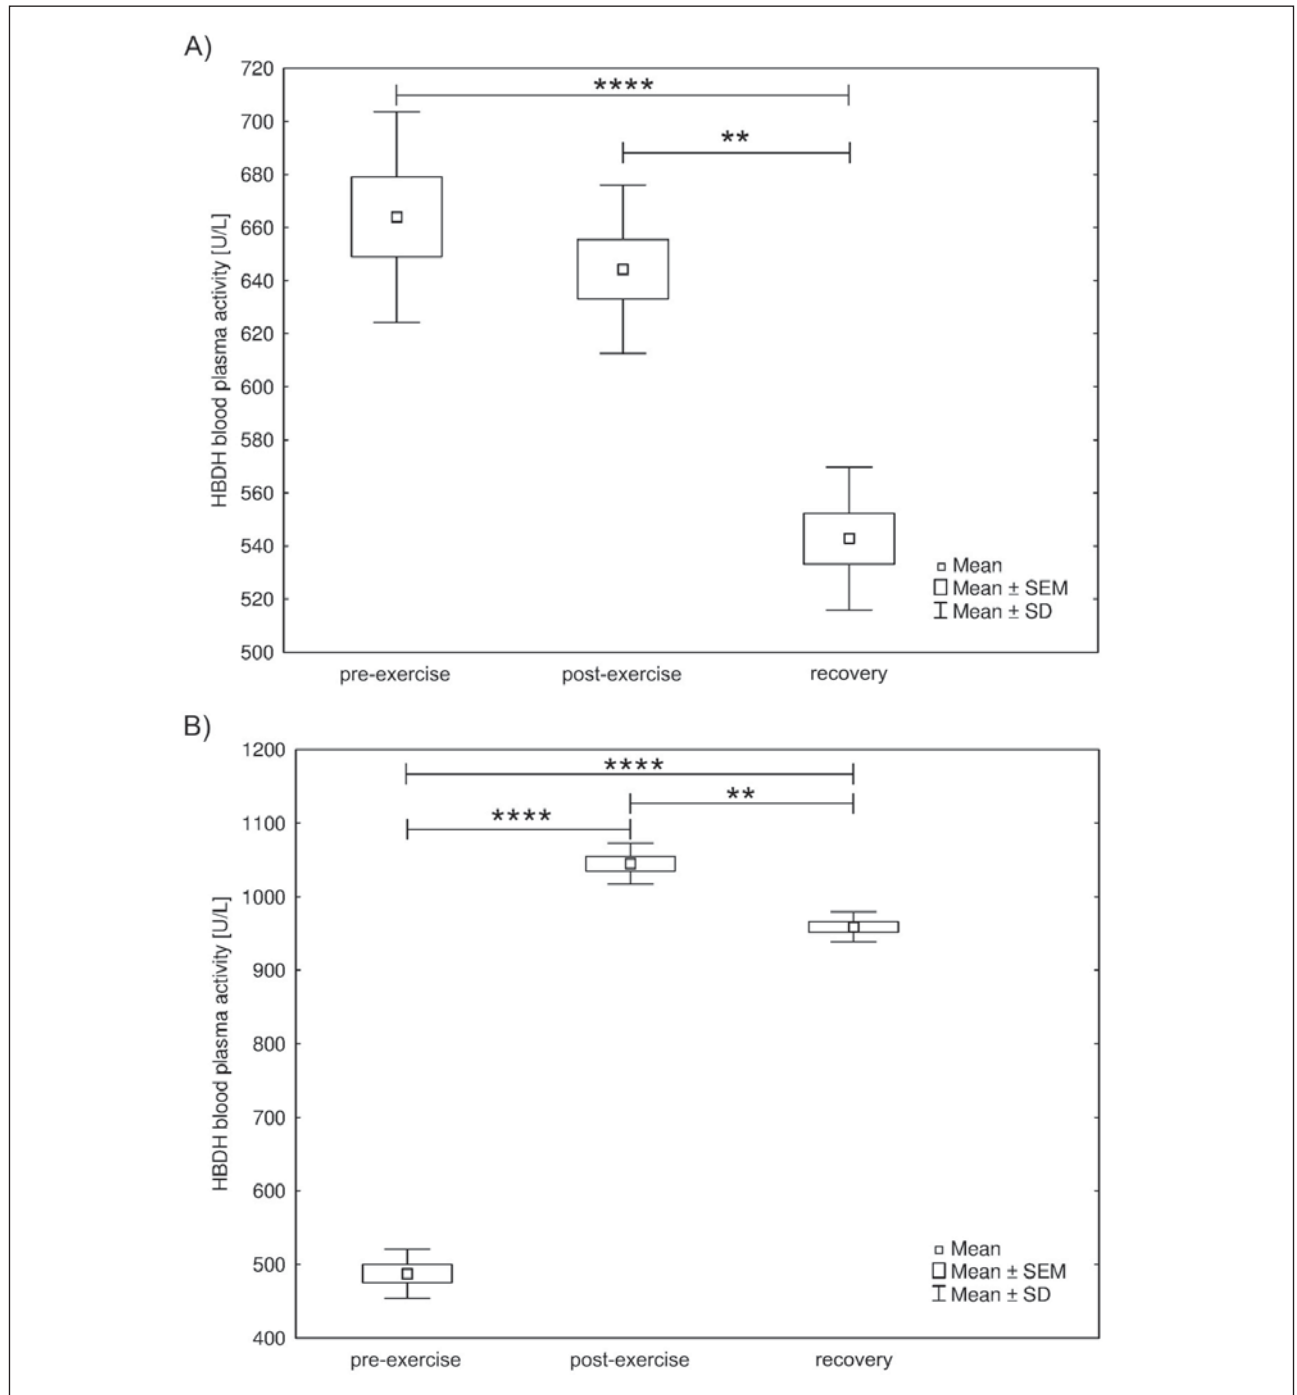 A)
720
700
680
660
640
620
600
580
560
540
520
500
HBDH blood plasma activity [U/L]
****
**
Mean
Mean ± SEM
Mean ± SD
pre-exercise post-exercise recovery
B)
1200
1100
1000
900
800
700
600
500
400
HBDH blood plasma activity [U/L]
****
**
****
Mean
Mean ± SEM
Mean ± SD
pre-exercise post-exercise recovery